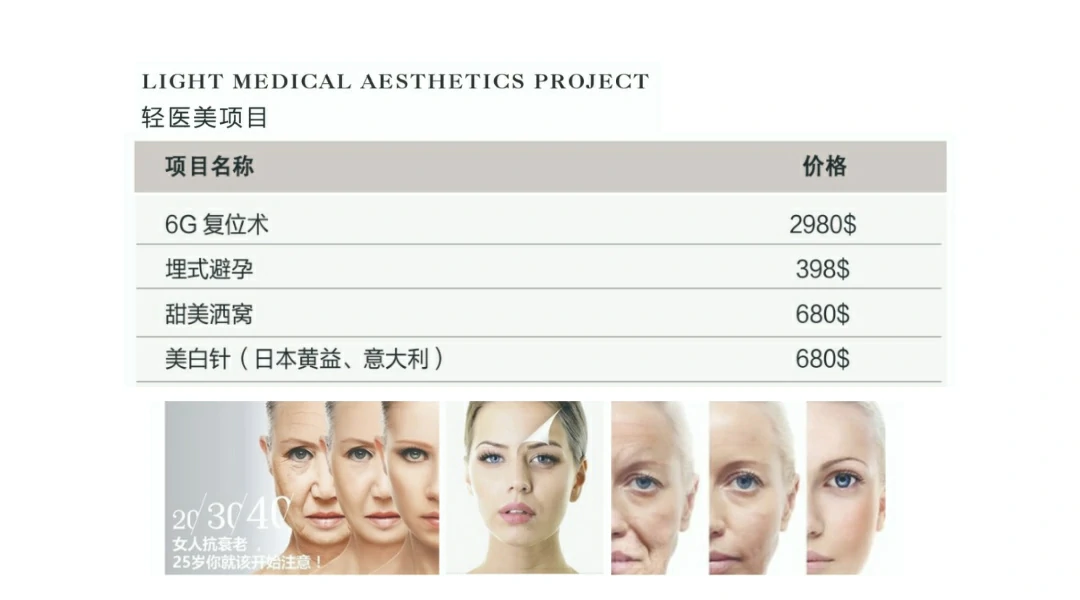 LIGHT MEDICAL AESTHETICS PROJECT
轻医美项目
项目名称 价格
6G 复位术 2980$
埋式避孕 398$
甜美洒窝 680$
美白针（日本黄益、意大利） 680$
20/30/40
女人抗衰老 ，
25岁你就该开始注意！